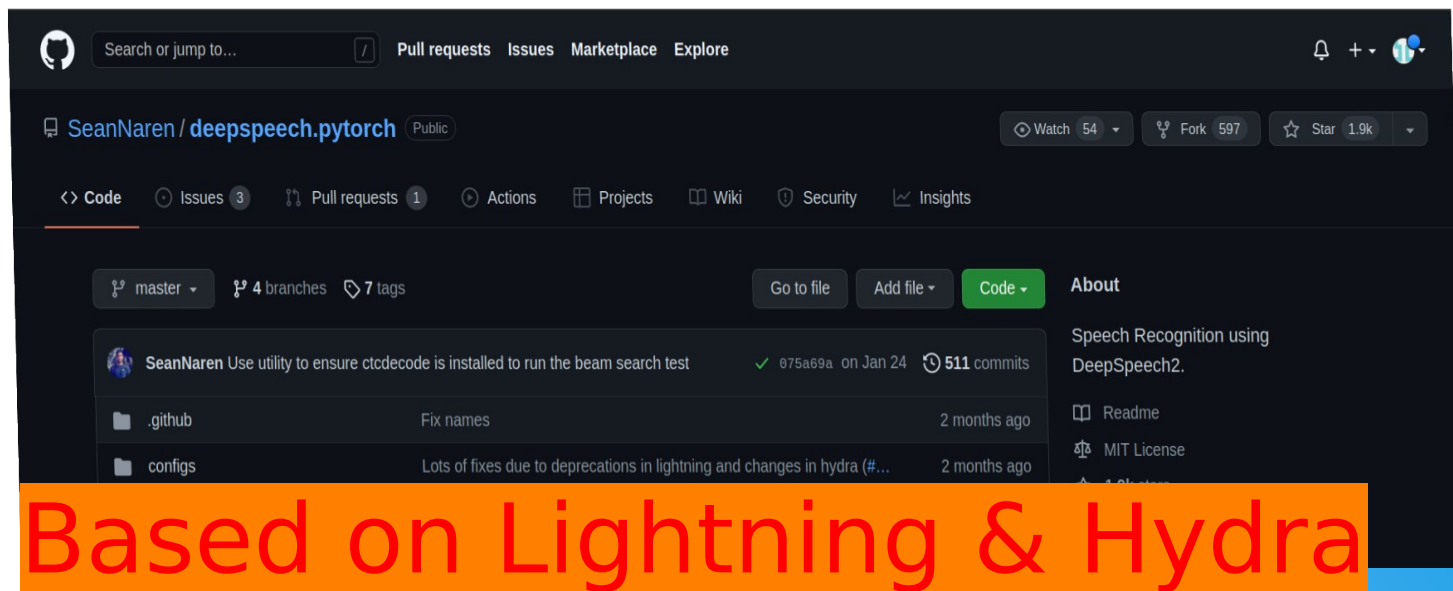 Search or jump to… / Pull requests Issues Marketplace Explore
SeanNaren / deepspeech.pytorch Public Watch 54 Fork 597 Star 1.9k
<> Code Issues 3 Pull requests 1 Actions Projects Wiki Security Insights
master 4 branches 7 tags Go to file Add file Code About
Speech Recognition using
DeepSpeech2.
SeanNaren Use utility to ensure ctcdecode is installed to run the beam search test 075a69a on Jan 24 511 commits
.github Fix names 2 months ago Readme
MIT License
configs Lots of fixes due to deprecations in lightning and changes in hydra (#… 2 months ago
1.9k stars
Based on Lightning & Hydra